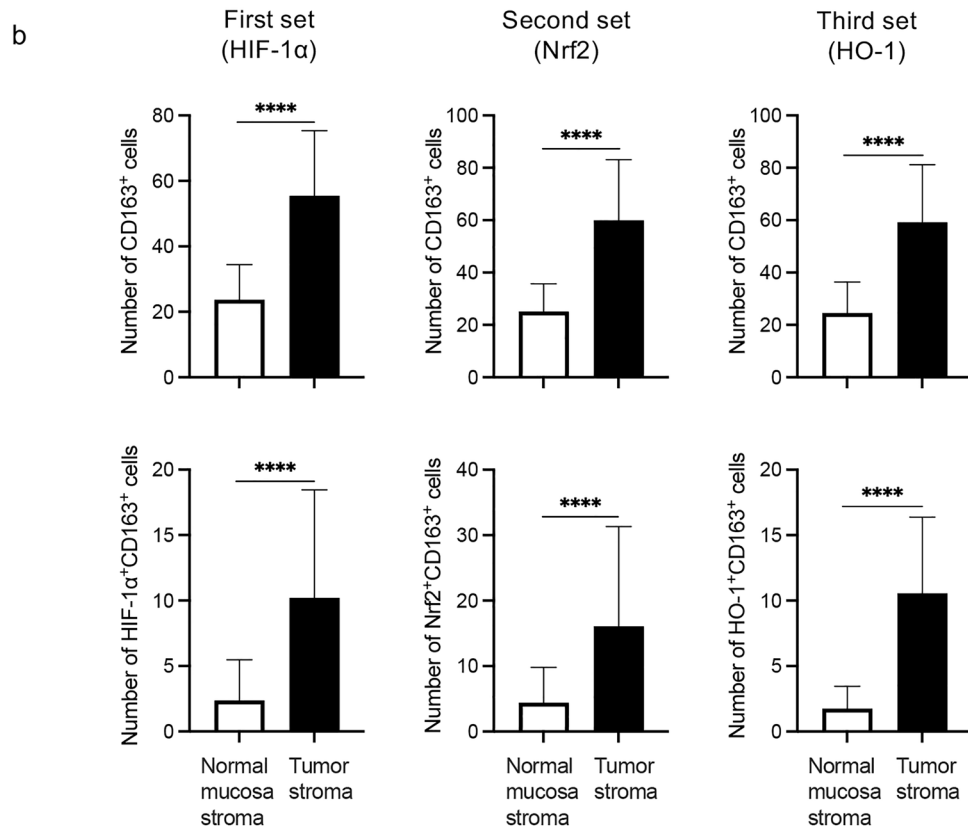 b
First set
(HIF-1α)
Second set
(Nrf2)
Third set
(HO-1)
Number of CD163⁺ cells
80
60
40
20
0
****
Number of CD163⁺ cells
100
80
60
40
20
0
****
Number of CD163⁺ cells
100
80
60
40
20
0
****
Number of HIF-1α⁺CD163⁺ cells
20
15
10
5
0
****
Normal
mucosa
stroma
Tumor
stroma
Number of Nrf2⁺CD163⁺ cells
40
30
20
10
0
****
Normal
mucosa
stroma
Tumor
stroma
Number of HO-1⁺CD163⁺ cells
20
15
10
5
0
****
Normal
mucosa
stroma
Tumor
stroma